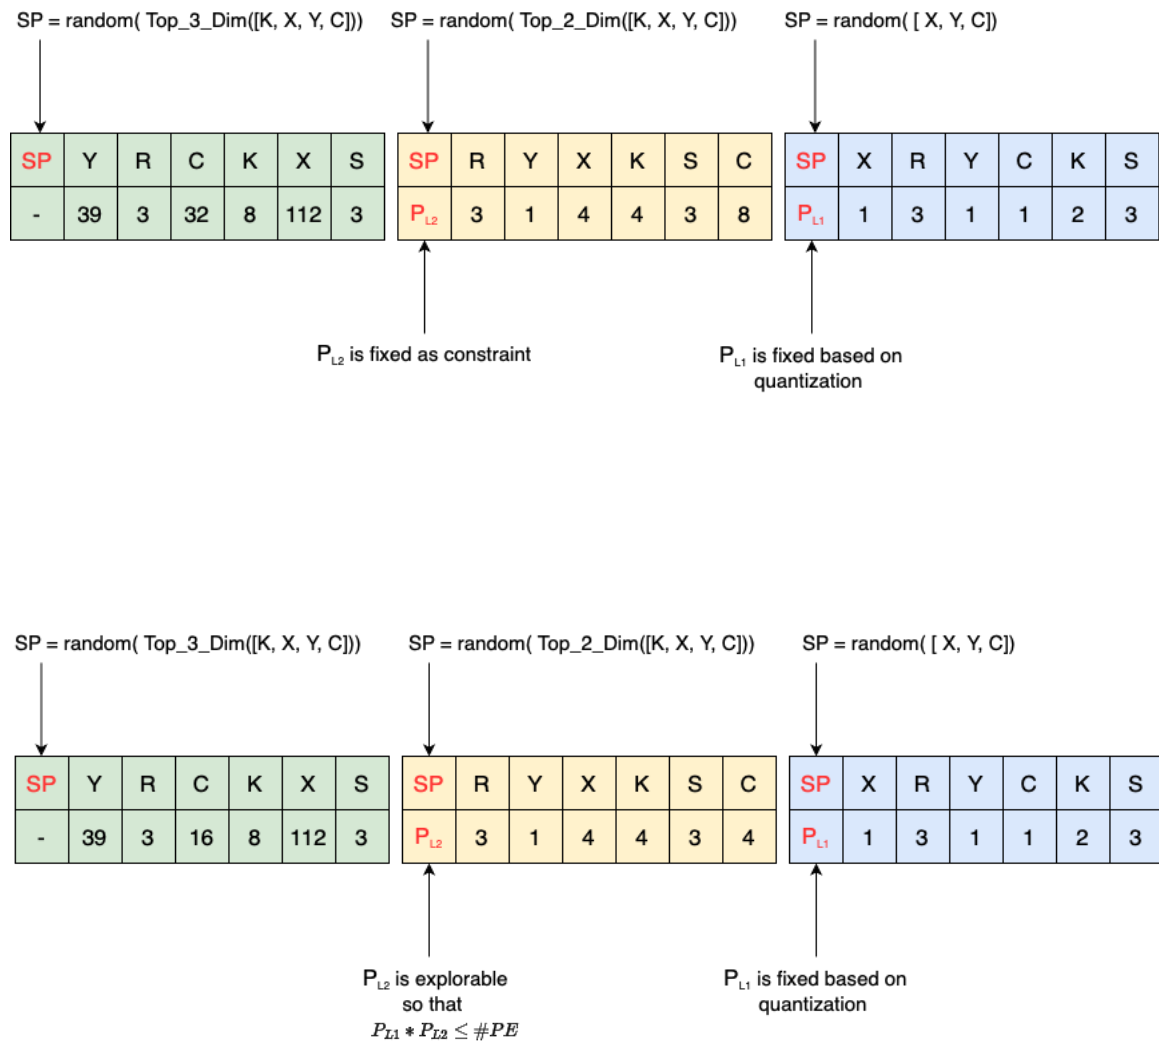 SP = random( Top_3_Dim([K, X, Y, C])) SP = random( Top_2_Dim([K, X, Y, C])) SP = random( [ X, Y, C])
SP Y R C K X S SP R Y X K S C SP X R Y C K S
- 39 3 32 8 112 3 PL2 3 1 4 4 3 8 PL1 1 3 1 1 2 3
PL2 is fixed as constraint
PL1 is fixed based on
quantization
SP = random( Top_3_Dim([K, X, Y, C])) SP = random( Top_2_Dim([K, X, Y, C])) SP = random( [ X, Y, C])
SP Y R C K X S SP R Y X K S C SP X R Y C K S
- 39 3 16 8 112 3 PL2 3 1 4 4 3 4 PL1 1 3 1 1 2 3
PL2 is explorable
so that
PL1 * PL2 ≤ #PE
PL1 is fixed based on
quantization